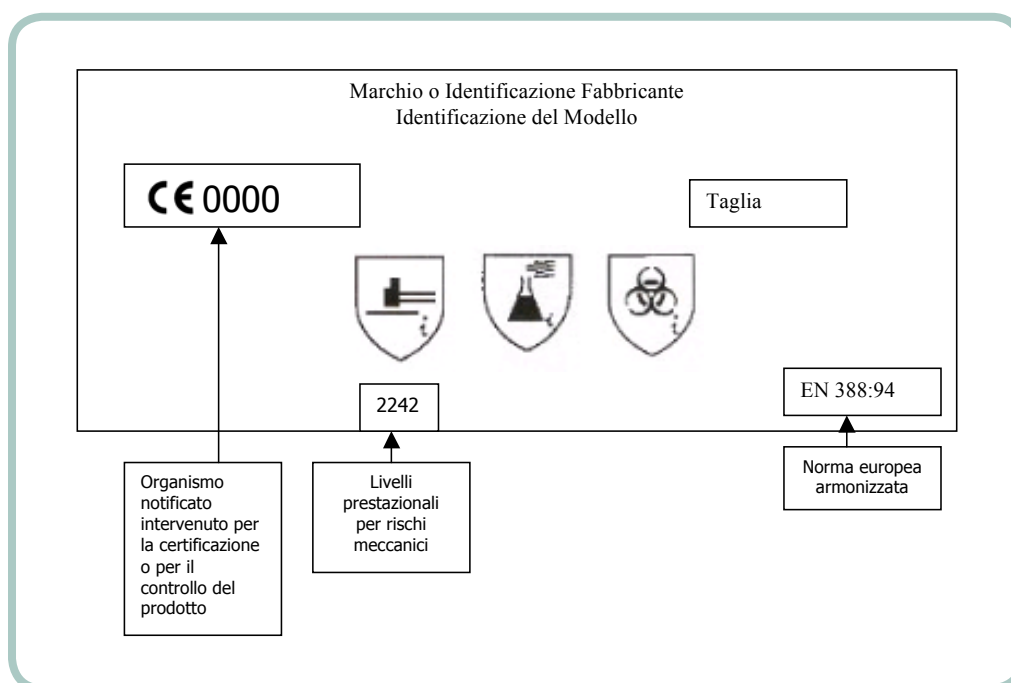 Marchio o Identificazione Fabbricante
Identificazione del Modello
CE 0000
Taglia
i
i
i
2242
EN 388:94
Organismo
notificato
intervenuto per
la certificazione
o per il
controllo del
prodotto
Livelli
prestazionali
per rischi
meccanici
Norma europea
armonizzata